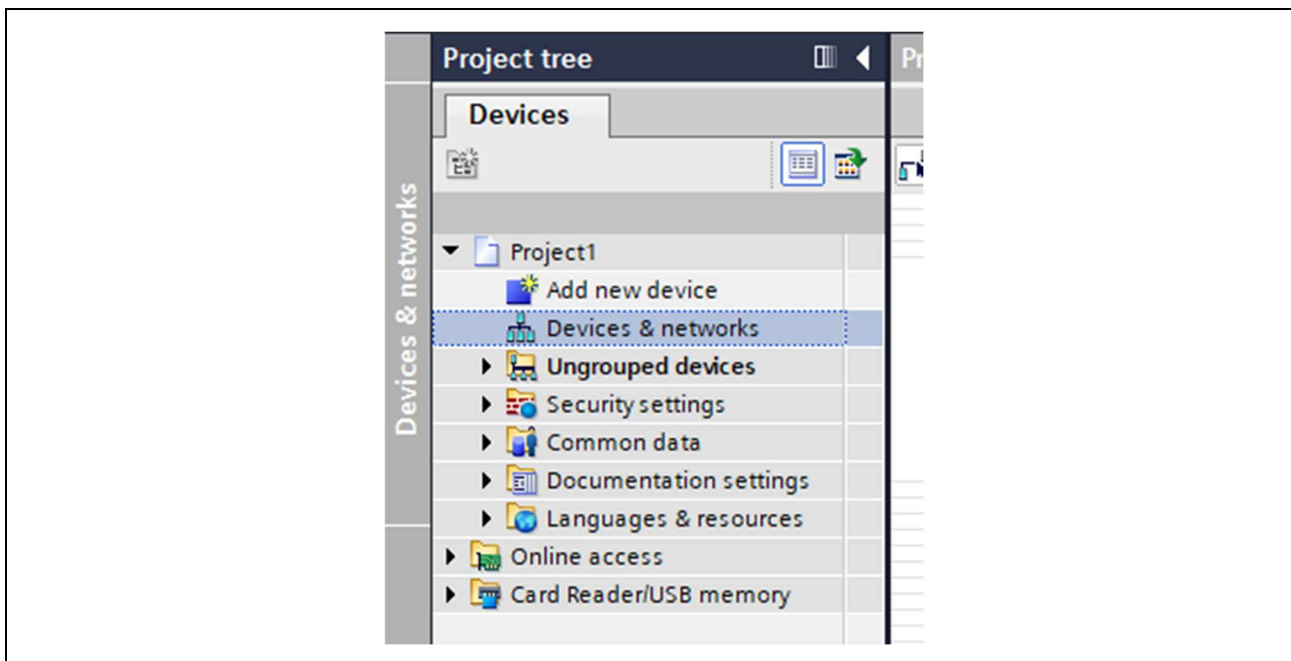 Project tree
Pr
Devices
Devices & networks
Project1
Add new device
Devices & networks
Ungrouped devices
Security settings
Common data
Documentation settings
Languages & resources
Online access
Card Reader/USB memory